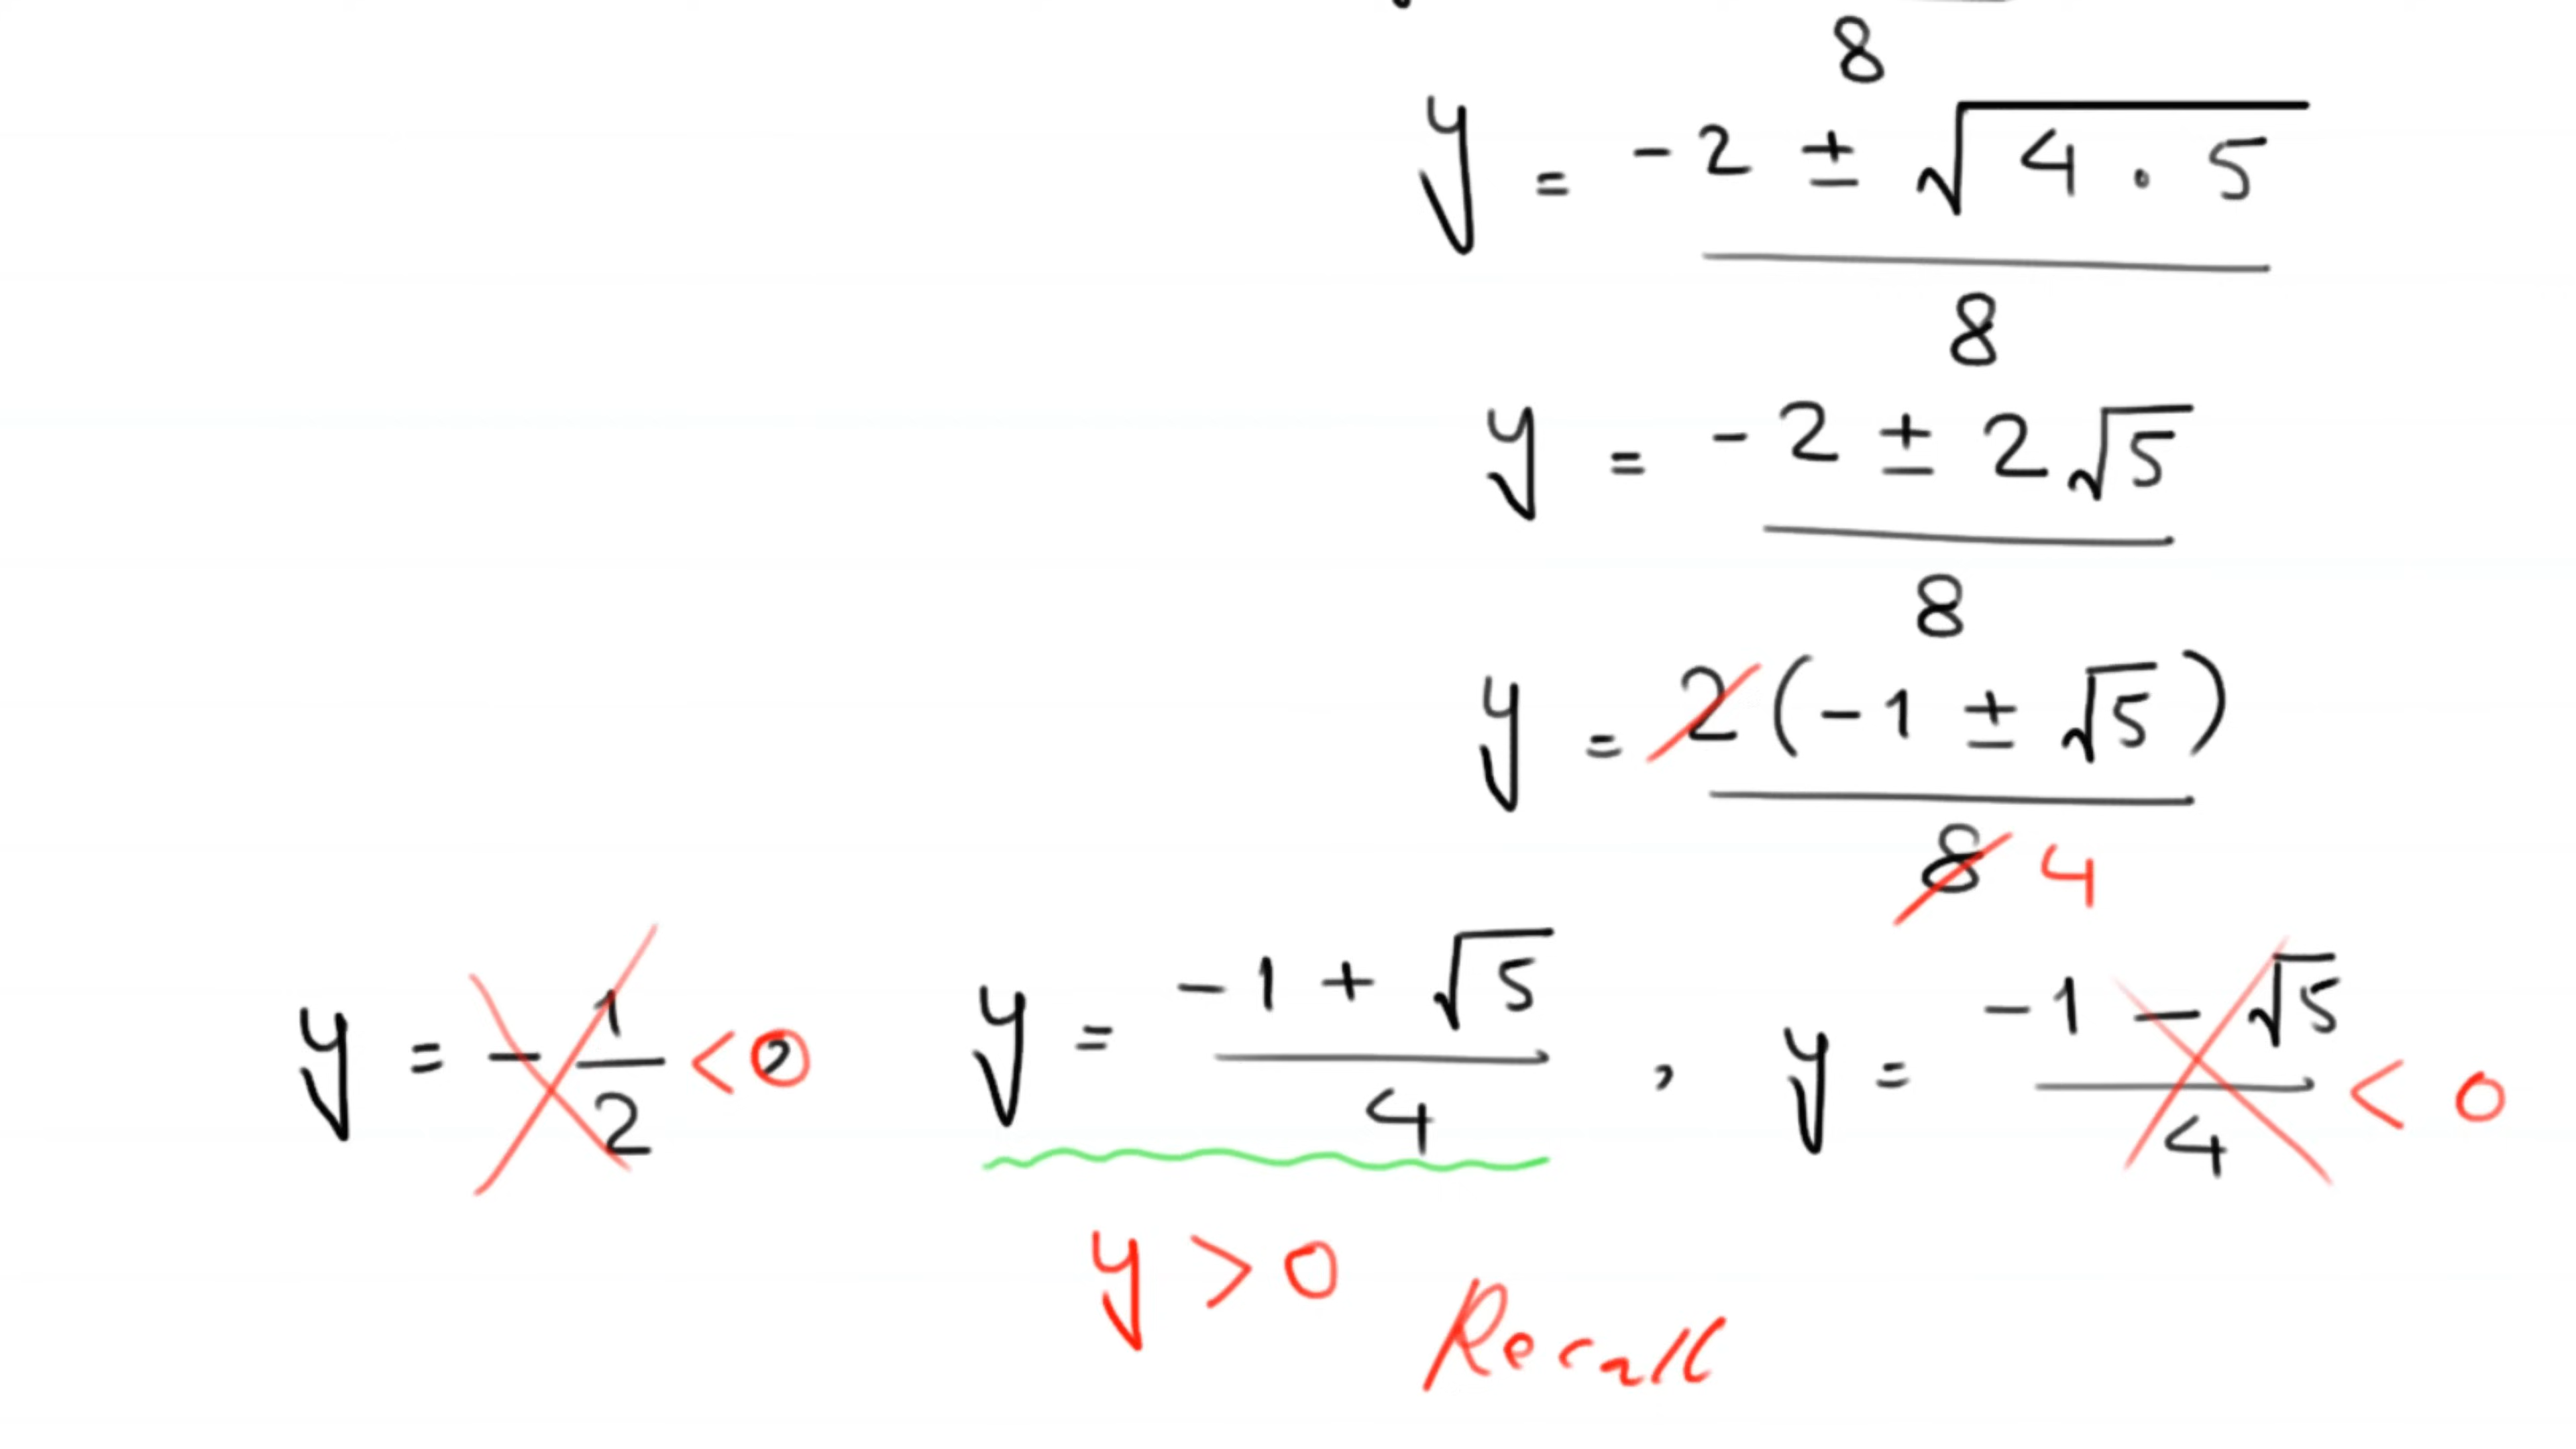 8
y = (-2 ± √(4 · 5)) / 8
y = (-2 ± 2√5) / 8
y = 2(-1 ± √5) / 8 4
y = -1/2 < 0 , y = (-1 + √5) / 4 , y = (-1 - √5) / 4 < 0
y > 0
Recall